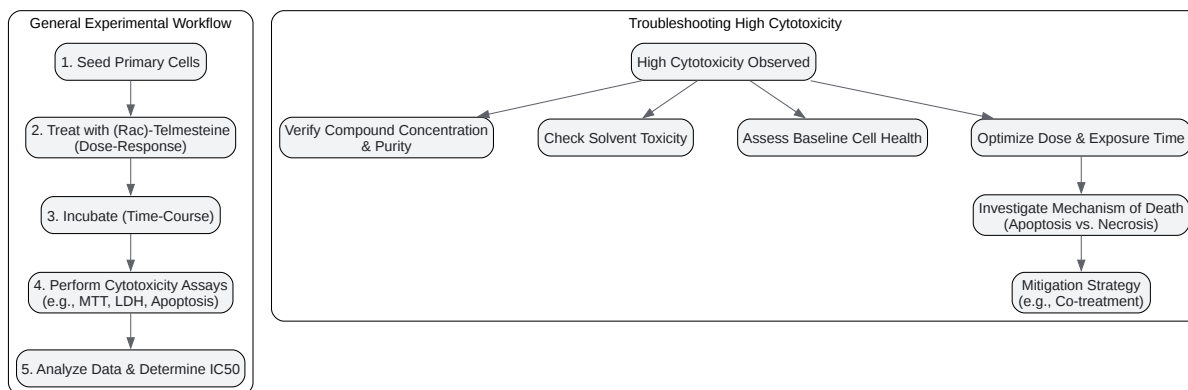 General Experimental Workflow
1. Seed Primary Cells
2. Treat with (Rac)-Telmesteine
(Dose-Response)
3. Incubate (Time-Course)
4. Perform Cytotoxicity Assays
(e.g., MTT, LDH, Apoptosis)
5. Analyze Data & Determine IC50
Troubleshooting High Cytotoxicity
High Cytotoxicity Observed
Verify Compound Concentration
& Purity
Check Solvent Toxicity
Assess Baseline Cell Health
Optimize Dose & Exposure Time
Investigate Mechanism of Death
(Apoptosis vs. Necrosis)
Mitigation Strategy
(e.g., Co-treatment)